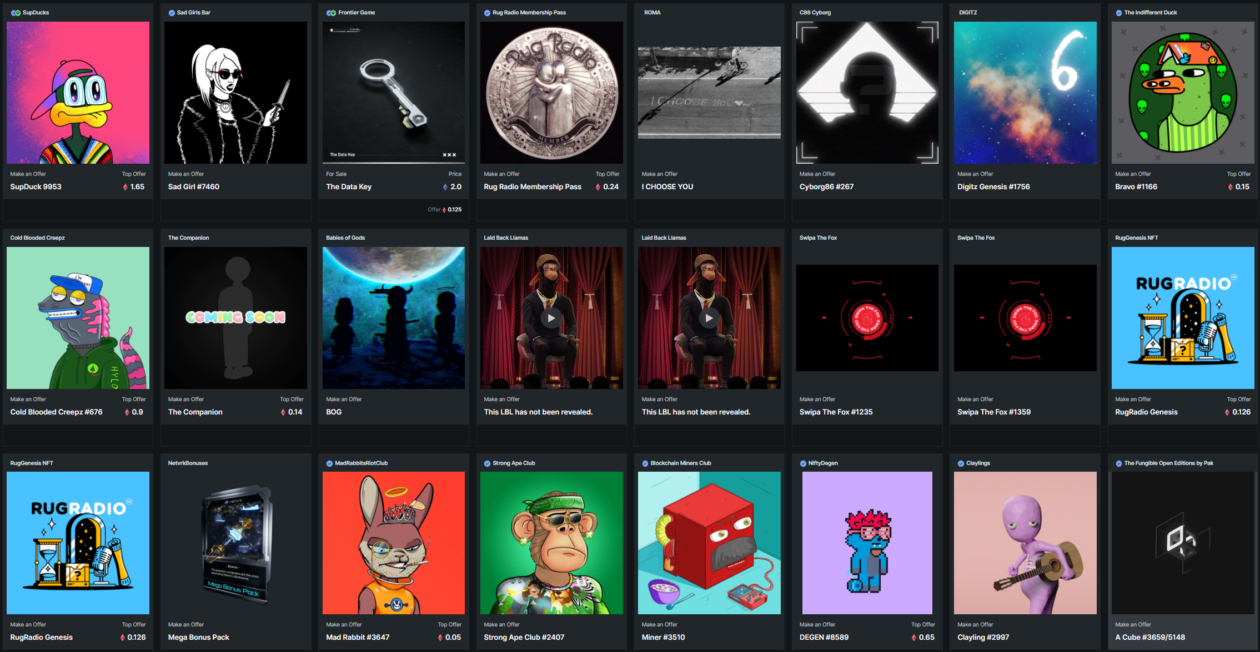 SupDucks
Sad Girls Bar
Frontier Game
Rug Radio Membership Pass
ROMA
C86 Cyborg
DIGITZ
The Indifferent Duck
The Data Key
XXX
Rug Radio
I CHOOSE YOU
6
Make an Offer
Top Offer
SupDuck 9953
1.65
Make an Offer
Sad Girl #7460
For Sale
Price
The Data Key
2.0
Offer 0.125
Make an Offer
Top Offer
Rug Radio Membership Pass
0.24
Make an Offer
I CHOOSE YOU
Make an Offer
Cyborg86 #267
Make an Offer
Digitz Genesis #1756
Make an Offer
Top Offer
Bravo #1166
0.15
Cold Blooded Creepz
The Companion
Babies of Gods
Laid Back Llamas
Laid Back Llamas
Swipa The Fox
Swipa The Fox
RugGenesis NFT
HYLO
COMING SOON
RUGRADIO
Make an Offer
Top Offer
Cold Blooded Creepz #676
0.9
Make an Offer
Top Offer
The Companion
0.14
Make an Offer
BOG
Make an Offer
This LBL has not been revealed.
Make an Offer
This LBL has not been revealed.
Make an Offer
Swipa The Fox #1235
Make an Offer
Swipa The Fox #1359
Make an Offer
Top Offer
RugRadio Genesis
0.126
RugGenesis NFT
NetvrkBonuses
MadRabbitsRiotClub
Strong Ape Club
Blockchain Miners Club
NiftyDegen
Claylings
The Fungible Open Editions by Pak
RUGRADIO
?
Mega Bonus Pack
Make an Offer
Top Offer
RugRadio Genesis
0.126
Make an Offer
Mega Bonus Pack
Make an Offer
Top Offer
Mad Rabbit #3647
0.05
Make an Offer
Strong Ape Club #2407
Make an Offer
Miner #3510
Make an Offer
Top Offer
DEGEN #8589
0.65
Make an Offer
Clayling #2997
Make an Offer
A Cube #3659/5148